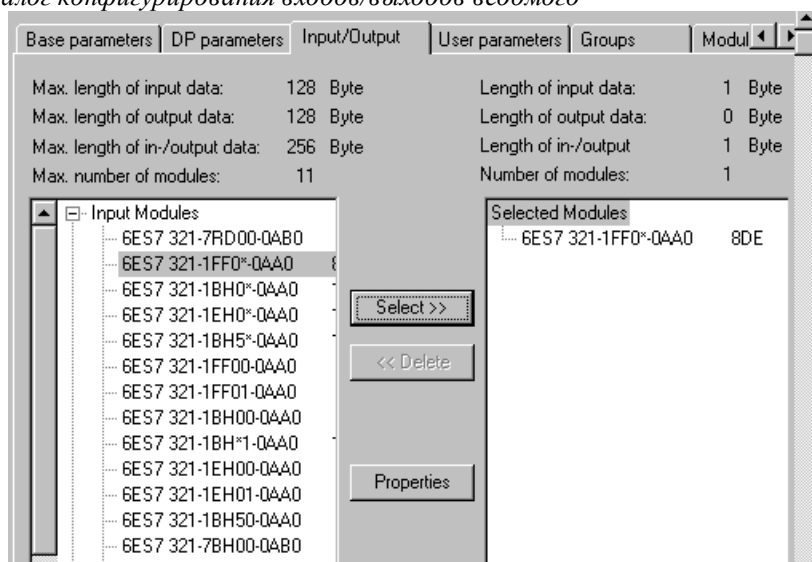 конфигурирования входов/выходов ведомого
Base parameters DP parameters Input/Output User parameters Groups Modul
Max. length of input data: 128 Byte
Max. length of output data: 128 Byte
Max. length of in-/output data: 256 Byte
Max. number of modules: 11
Length of input data: 1 Byte
Length of output data: 0 Byte
Length of in-/output 1 Byte
Number of modules: 1
Input Modules
6ES7 321-7RD00-0AB0
6ES7 321-1FF0*-0AA0
6ES7 321-1BH0*-0AA0
6ES7 321-1EH0*-0AA0
6ES7 321-1BH5*-0AA0
6ES7 321-1FF00-0AA0
6ES7 321-1FF01-0AA0
6ES7 321-1BH00-0AA0
6ES7 321-1BH*1-0AA0
6ES7 321-1EH00-0AA0
6ES7 321-1EH01-0AA0
6ES7 321-1BH50-0AA0
6ES7 321-7BH00-0AB0
Select >>
<< Delete
Properties
Selected Modules
6ES7 321-1FF0*-0AA0 8DE